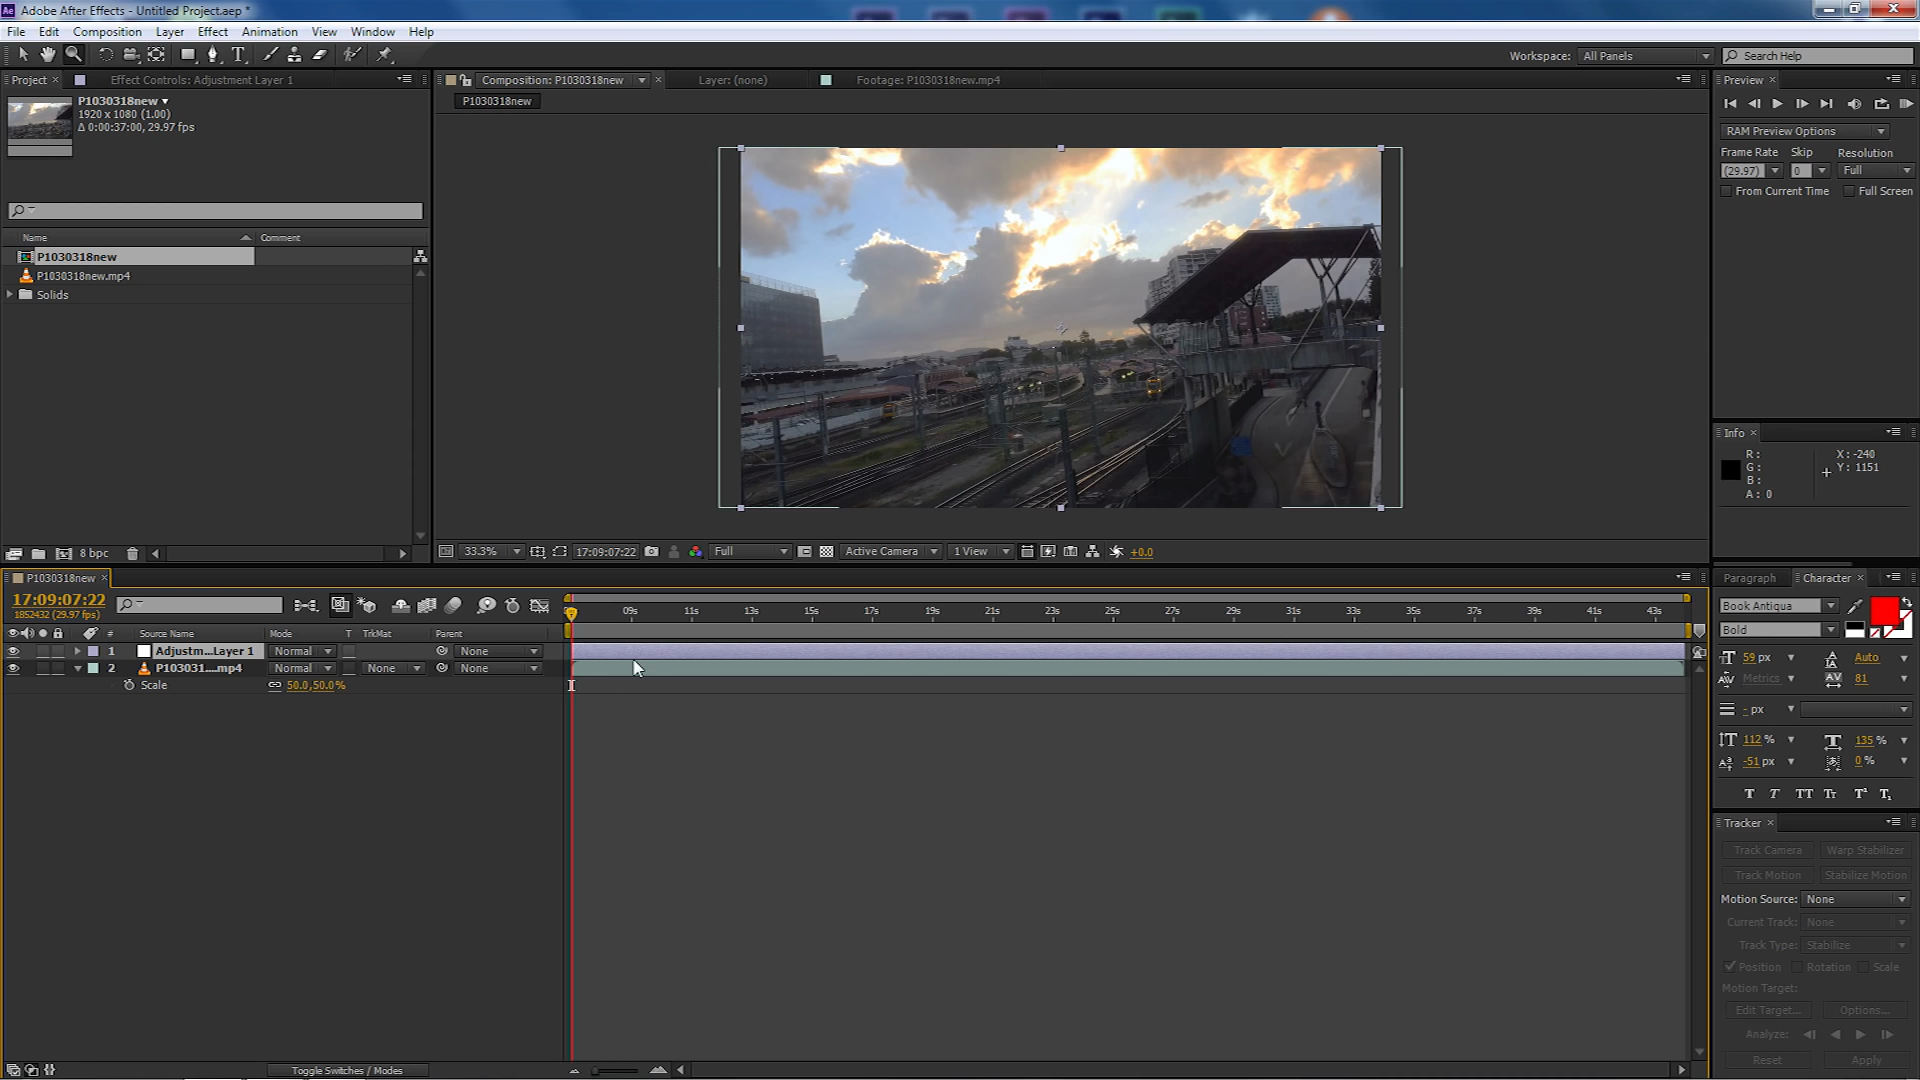 Adobe After Effects - Untitled Project.aep *
File Edit Composition Layer Effect Animation View Window Help
Workspace: All Panels Search Help
Project Effect Controls: Adjustment Layer 1
Composition: P1030318new Layer: (none) Footage: P1030318new.mp4
Preview
P1030318new
1920 x 1080 (1.00)
Δ 0:00:37:00, 29.97 fps
P1030318new
RAM Preview Options
Frame Rate Skip Resolution
(29.97) 0 Full
From Current Time Full Screen
Name Comment
P1030318new
P1030318new.mp4
Solids
Info
R:
G:
B:
A: 0
X: -240
Y: 1151
8 bpc
33.3% 17:09:07:22 Full Active Camera 1 View +0.0
P1030318new
17:09:07:22
1852432 (29.97 fps)
09s 11s 13s 15s 17s 19s 21s 23s 25s 27s 29s 31s 33s 35s 37s 39s 41s 43s
# Source Name Mode T TrkMat Parent
1 Adjustm...Layer 1 Normal None
2 P103031....mp4 Normal None None
Scale 50.0,50.0%
Toggle Switches / Modes
Paragraph Character
Book Antiqua
Bold
59 px Auto
Metrics 81
- px
112 % 135 %
-51 px 0 %
T T TT Tr T¹ T₁
Tracker
Track Camera Warp Stabilizer
Track Motion Stabilize Motion
Motion Source: None
Current Track: None
Track Type: Stabilize
Position Rotation Scale
Motion Target:
Edit Target... Options...
Analyze:
Reset Apply